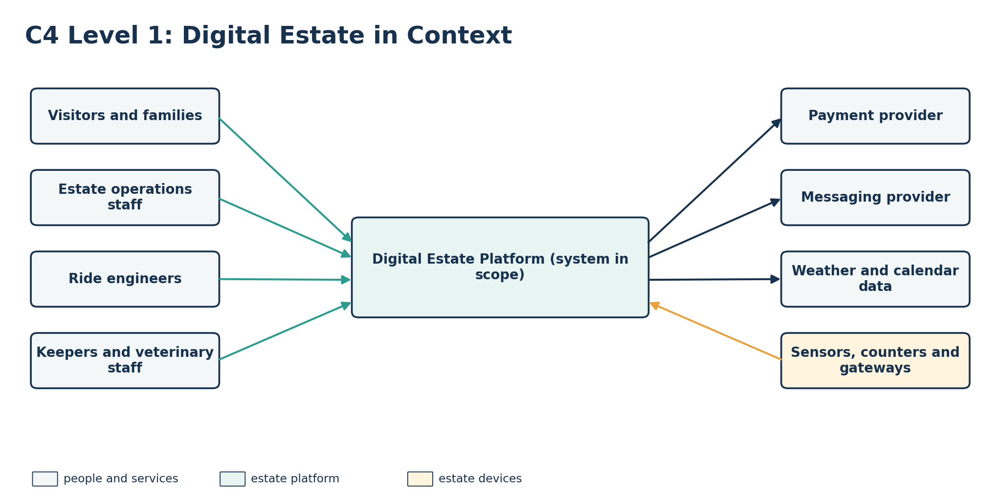 C4 Level 1: Digital Estate in Context
Visitors and families
Estate operations
staff
Ride engineers
Keepers and veterinary
staff
Digital Estate Platform (system in
scope)
Payment provider
Messaging provider
Weather and calendar
data
Sensors, counters and
gateways
people and services
estate platform
estate devices